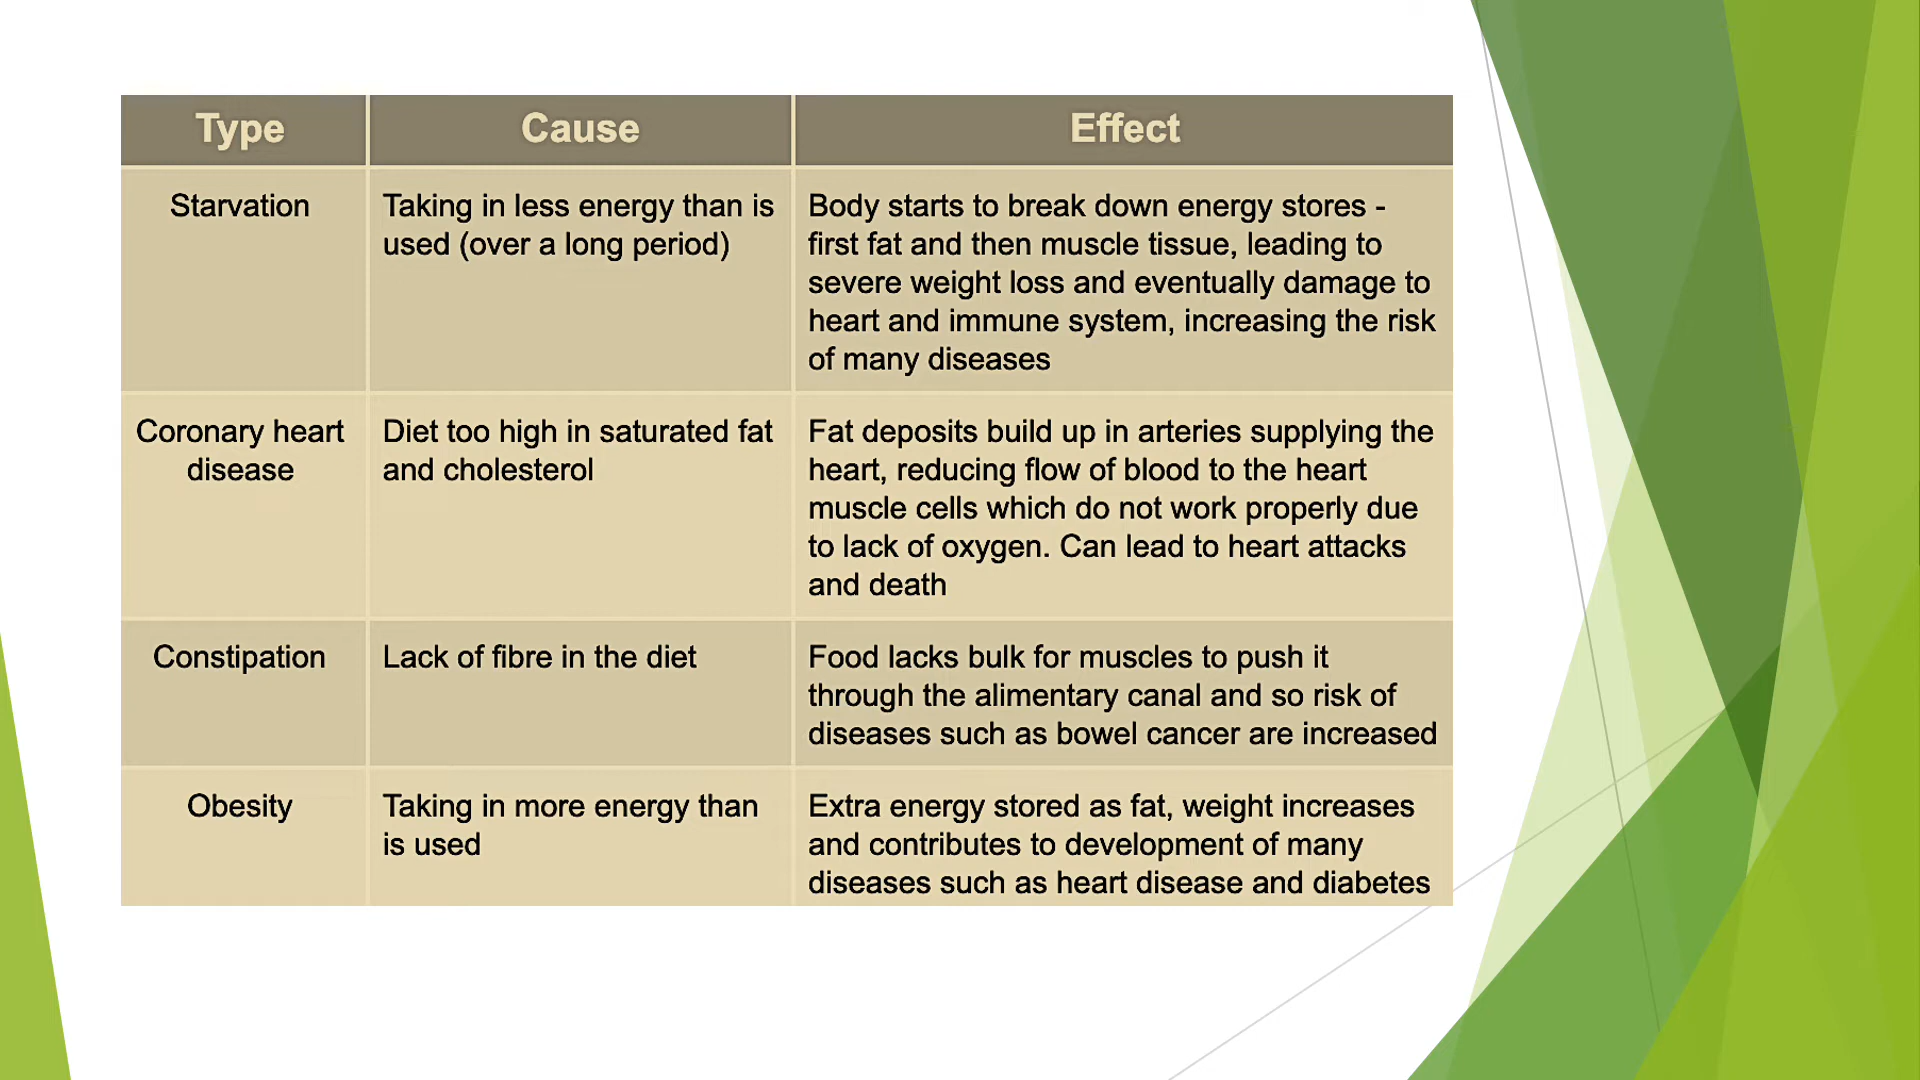 Type
Cause
Effect
Starvation
Taking in less energy than is
used (over a long period)
Body starts to break down energy stores -
first fat and then muscle tissue, leading to
severe weight loss and eventually damage to
heart and immune system, increasing the risk
of many diseases
Coronary heart
disease
Diet too high in saturated fat
and cholesterol
Fat deposits build up in arteries supplying the
heart, reducing flow of blood to the heart
muscle cells which do not work properly due
to lack of oxygen. Can lead to heart attacks
and death
Constipation
Lack of fibre in the diet
Food lacks bulk for muscles to push it
through the alimentary canal and so risk of
diseases such as bowel cancer are increased
Obesity
Taking in more energy than
is used
Extra energy stored as fat, weight increases
and contributes to development of many
diseases such as heart disease and diabetes